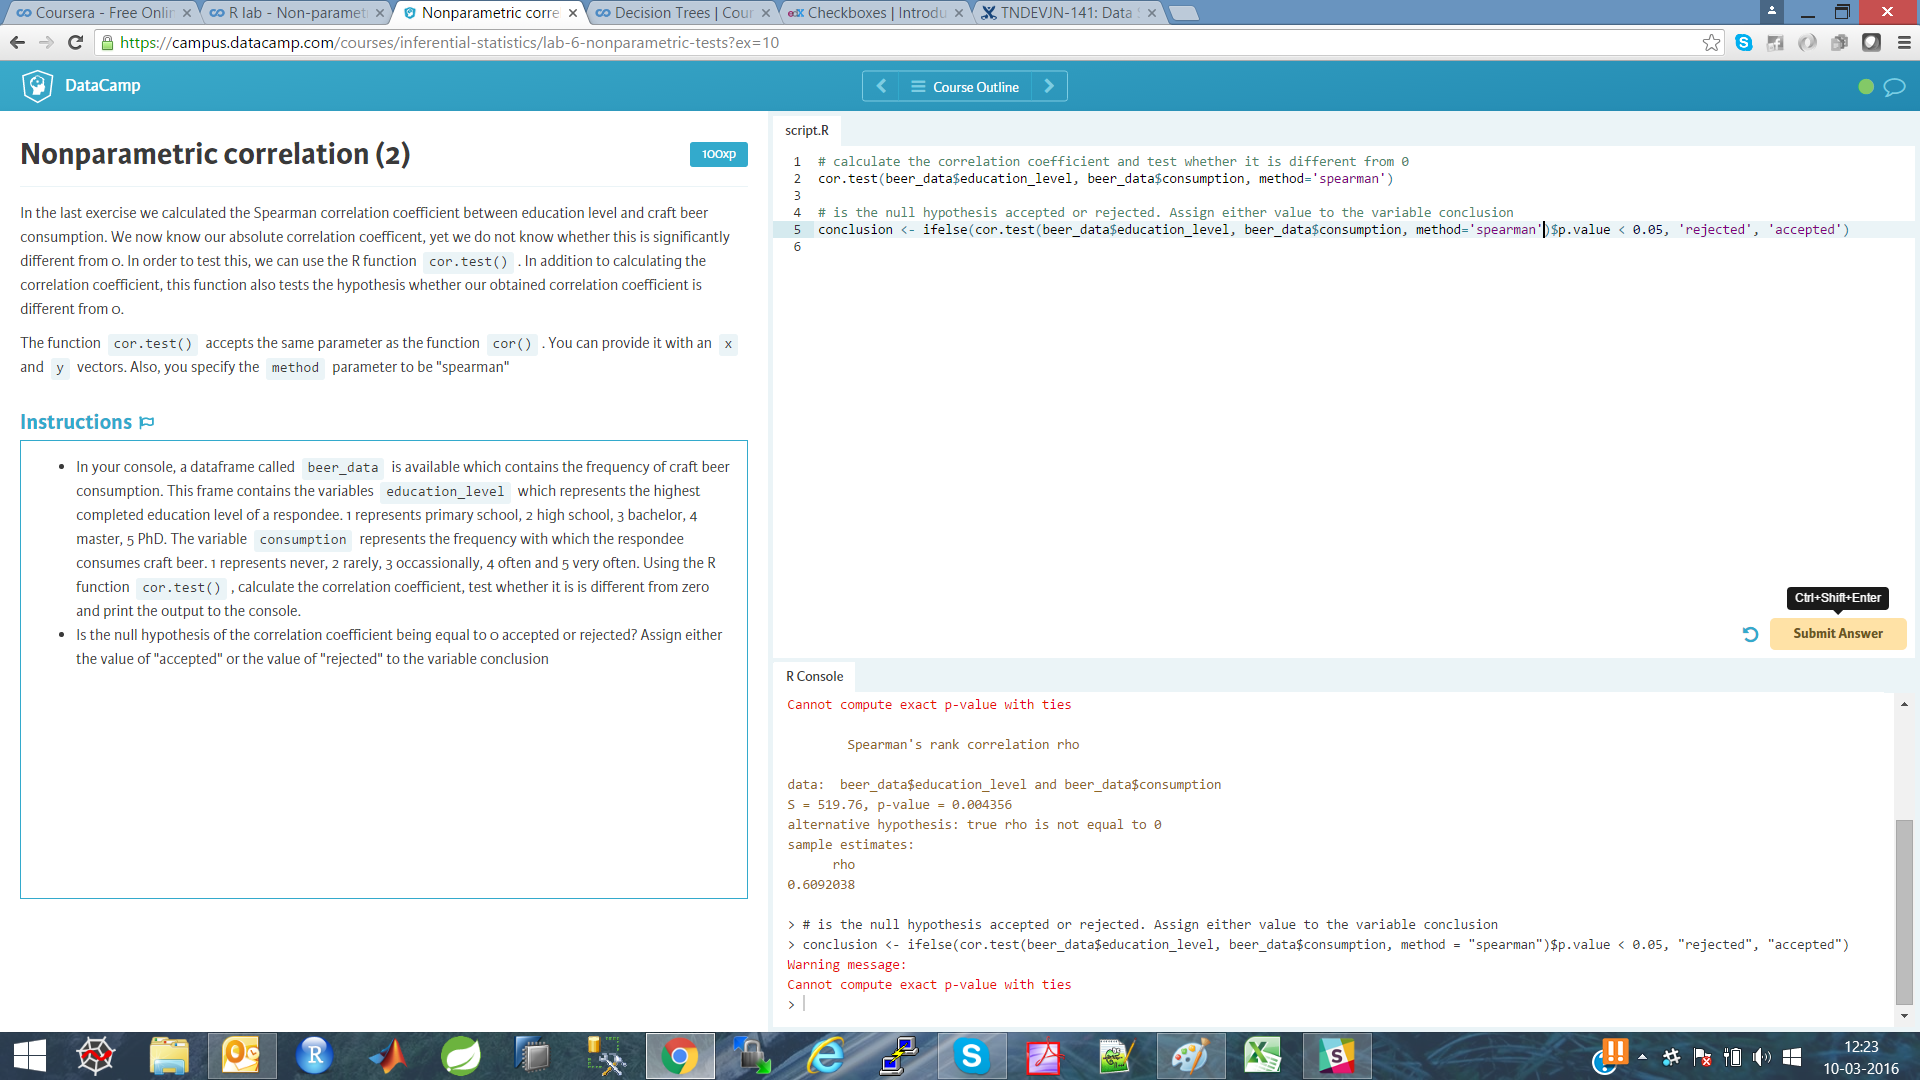 Coursera - Free Onlin
R lab - Non-paramet
Nonparametric corre
Decision Trees | Cour
edX Checkboxes | Introdu
TNDEVJN-141: Data
https://campus.datacamp.com/courses/inferential-statistics/lab-6-nonparametric-tests?ex=10
DataCamp
Course Outline
Nonparametric correlation (2)
100xp
In the last exercise we calculated the Spearman correlation coefficient between education level and craft beer
consumption. We now know our absolute correlation coefficent, yet we do not know whether this is significantly
different from 0. In order to test this, we can use the R function cor.test() . In addition to calculating the
correlation coefficient, this function also tests the hypothesis whether our obtained correlation coefficient is
different from 0.
The function cor.test() accepts the same parameter as the function cor() . You can provide it with an x
and y vectors. Also, you specify the method parameter to be "spearman"
Instructions
• In your console, a dataframe called beer_data is available which contains the frequency of craft beer
consumption. This frame contains the variables education_level which represents the highest
completed education level of a respondee. 1 represents primary school, 2 high school, 3 bachelor, 4
master, 5 PhD. The variable consumption represents the frequency with which the respondee
consumes craft beer. 1 represents never, 2 rarely, 3 occassionally, 4 often and 5 very often. Using the R
function cor.test() , calculate the correlation coefficient, test whether it is is different from zero
and print the output to the console.
• Is the null hypothesis of the correlation coefficient being equal to 0 accepted or rejected? Assign either
the value of "accepted" or the value of "rejected" to the variable conclusion
script.R
1 # calculate the correlation coefficient and test whether it is different from 0
2 cor.test(beer_data$education_level, beer_data$consumption, method='spearman')
3
4 # is the null hypothesis accepted or rejected. Assign either value to the variable conclusion
5 conclusion <- ifelse(cor.test(beer_data$education_level, beer_data$consumption, method='spearman')$p.value < 0.05, 'rejected', 'accepted')
6
Ctrl+Shift+Enter
Submit Answer
R Console
Cannot compute exact p-value with ties
Spearman's rank correlation rho
data: beer_data$education_level and beer_data$consumption
S = 519.76, p-value = 0.004356
alternative hypothesis: true rho is not equal to 0
sample estimates:
rho
0.6092038
> # is the null hypothesis accepted or rejected. Assign either value to the variable conclusion
> conclusion <- ifelse(cor.test(beer_data$education_level, beer_data$consumption, method = "spearman")$p.value < 0.05, "rejected", "accepted")
Warning message:
Cannot compute exact p-value with ties
>
12:23
10-03-2016